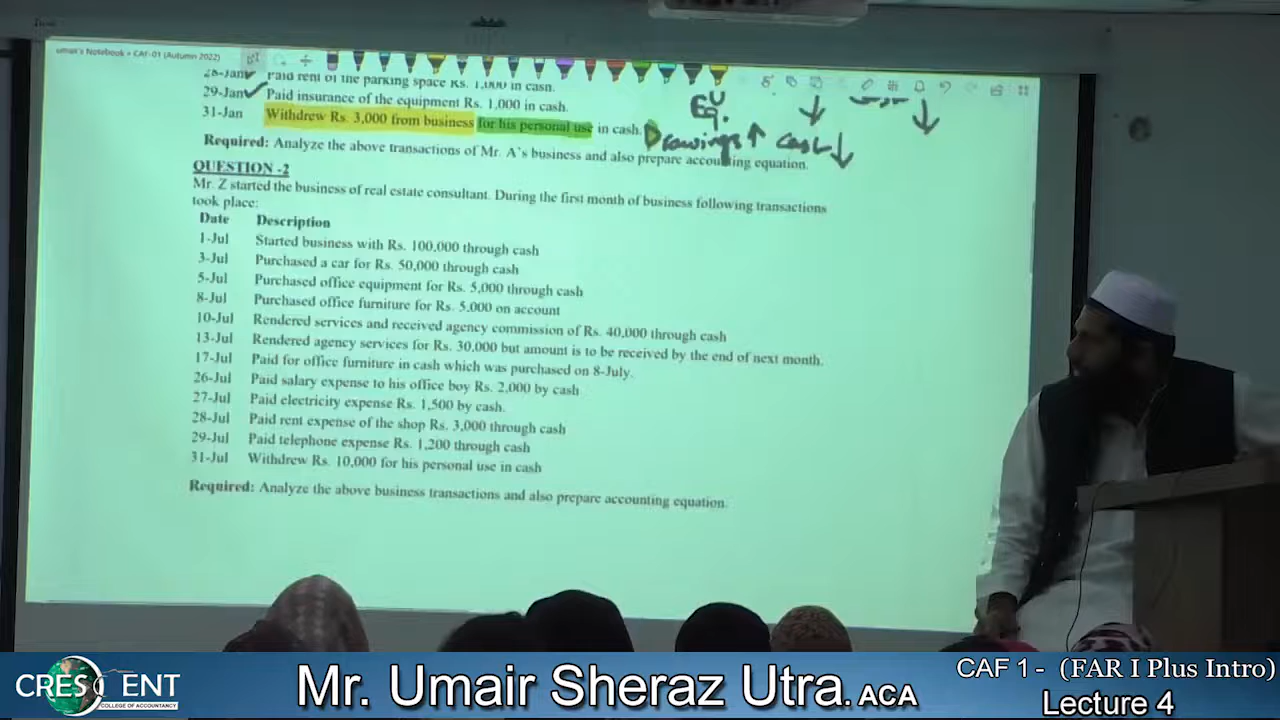 umair's Notebook » CAF-01 (Autumn 2022)
28-Jan Paid rent of the parking space Rs. 1,000 in cash.
29-Jan Paid insurance of the equipment Rs. 1,000 in cash.
31-Jan Withdrew Rs. 3,000 from business for his personal use in cash.
Eq.
Drawings ↑ cash ↓
Required: Analyze the above transactions of Mr. A's business and also prepare accounting equation.
QUESTION -2
Mr. Z started the business of real estate consultant. During the first month of business following transactions
took place:
Date Description
1-Jul Started business with Rs. 100,000 through cash
3-Jul Purchased a car for Rs. 50,000 through cash
5-Jul Purchased office equipment for Rs. 5,000 through cash
8-Jul Purchased office furniture for Rs. 5,000 on account
10-Jul Rendered services and received agency commission of Rs. 40,000 through cash
13-Jul Rendered agency services for Rs. 30,000 but amount is to be received by the end of next month.
17-Jul Paid for office furniture in cash which was purchased on 8-July.
26-Jul Paid salary expense to his office boy Rs. 2,000 by cash
27-Jul Paid electricity expense Rs. 1,500 by cash.
28-Jul Paid rent expense of the shop Rs. 3,000 through cash
29-Jul Paid telephone expense Rs. 1,200 through cash
31-Jul Withdrew Rs. 10,000 for his personal use in cash
Required: Analyze the above business transactions and also prepare accounting equation.
CRESCENT
COLLEGE OF ACCOUNTANCY
Mr. Umair Sheraz Utra. ACA
CAF 1 - (FAR I Plus Intro)
Lecture 4